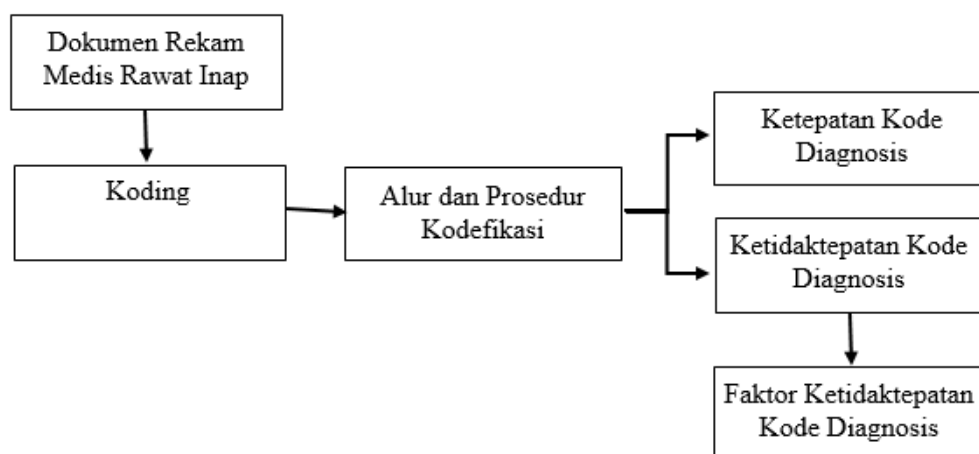 Dokumen Rekam
Medis Rawat Inap
Koding
Alur dan Prosedur
Kodefikasi
Ketepatan Kode
Diagnosis
Ketidaktepatan Kode
Diagnosis
Faktor Ketidaktepatan
Kode Diagnosis